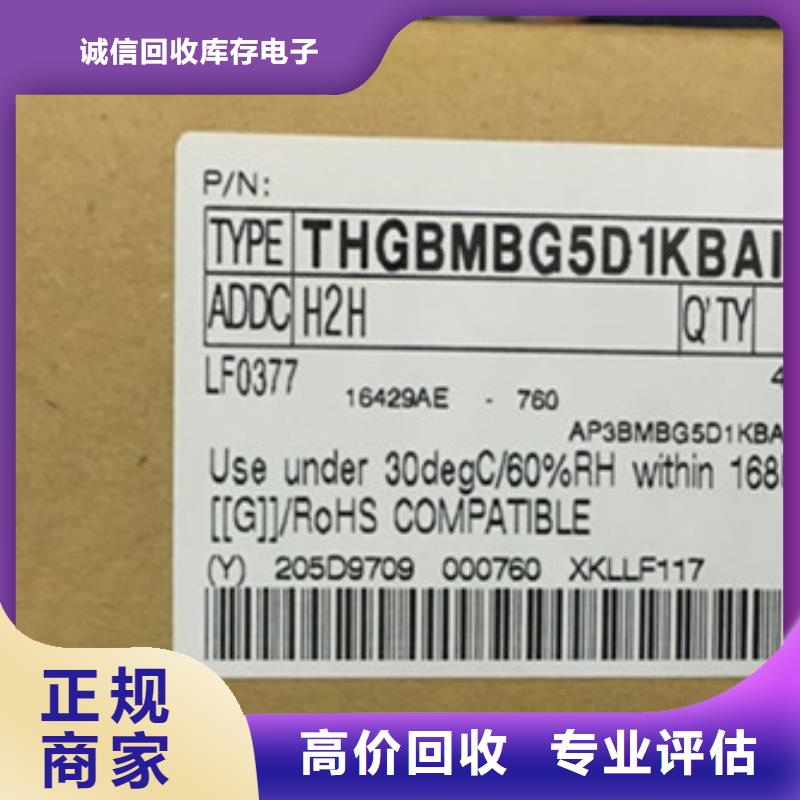 诚信回收库存电子
P/N:
TYPE THGBMBG5D1KBAI
ADDC H2H Q'TY
LF0377
16429AE - 760
AP3BMBG5D1KBA
Use under 30degC/60%RH within 168
[[G]]/RoHS COMPATIBLE
(Y) 205D9709 000760 XKLLF117
正规
商家
高价回收 专业评估